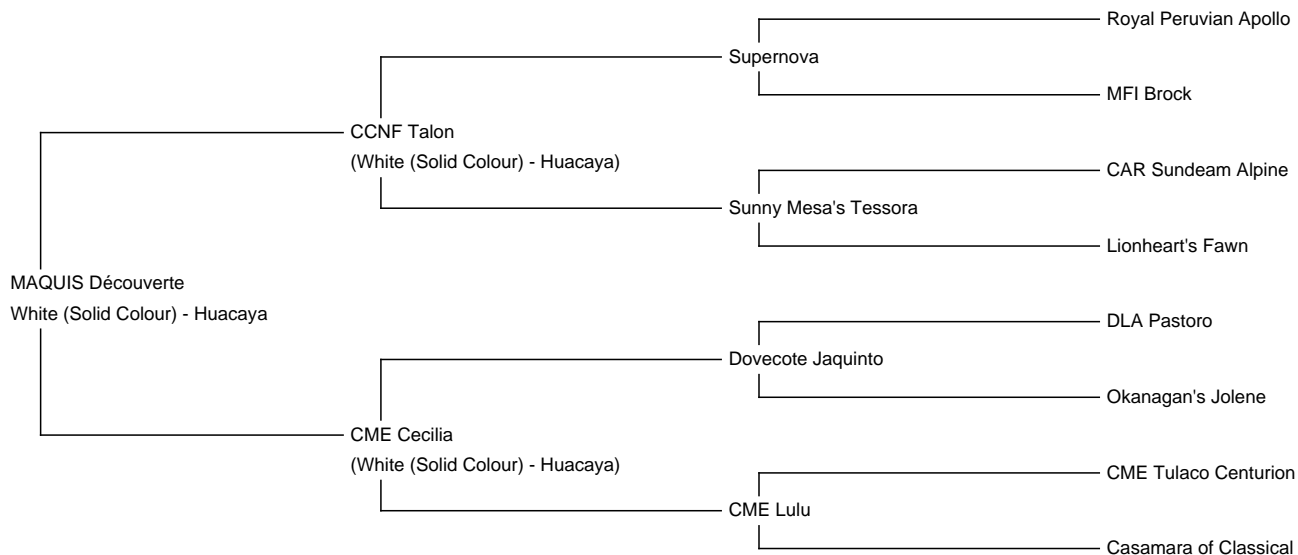 Royal Peruvian Apollo
Supernova
MFI Brock
CCNF Talon
(White (Solid Colour) - Huacaya)
CAR Sundeam Alpine
Sunny Mesa's Tessora
Lionheart's Fawn
MAQUIS Découverte
White (Solid Colour) - Huacaya
DLA Pastoro
Dovecote Jaquinto
Okanagan's Jolene
CME Cecilia
(White (Solid Colour) - Huacaya)
CME Tulaco Centurion
CME Lulu
Casamara of Classical